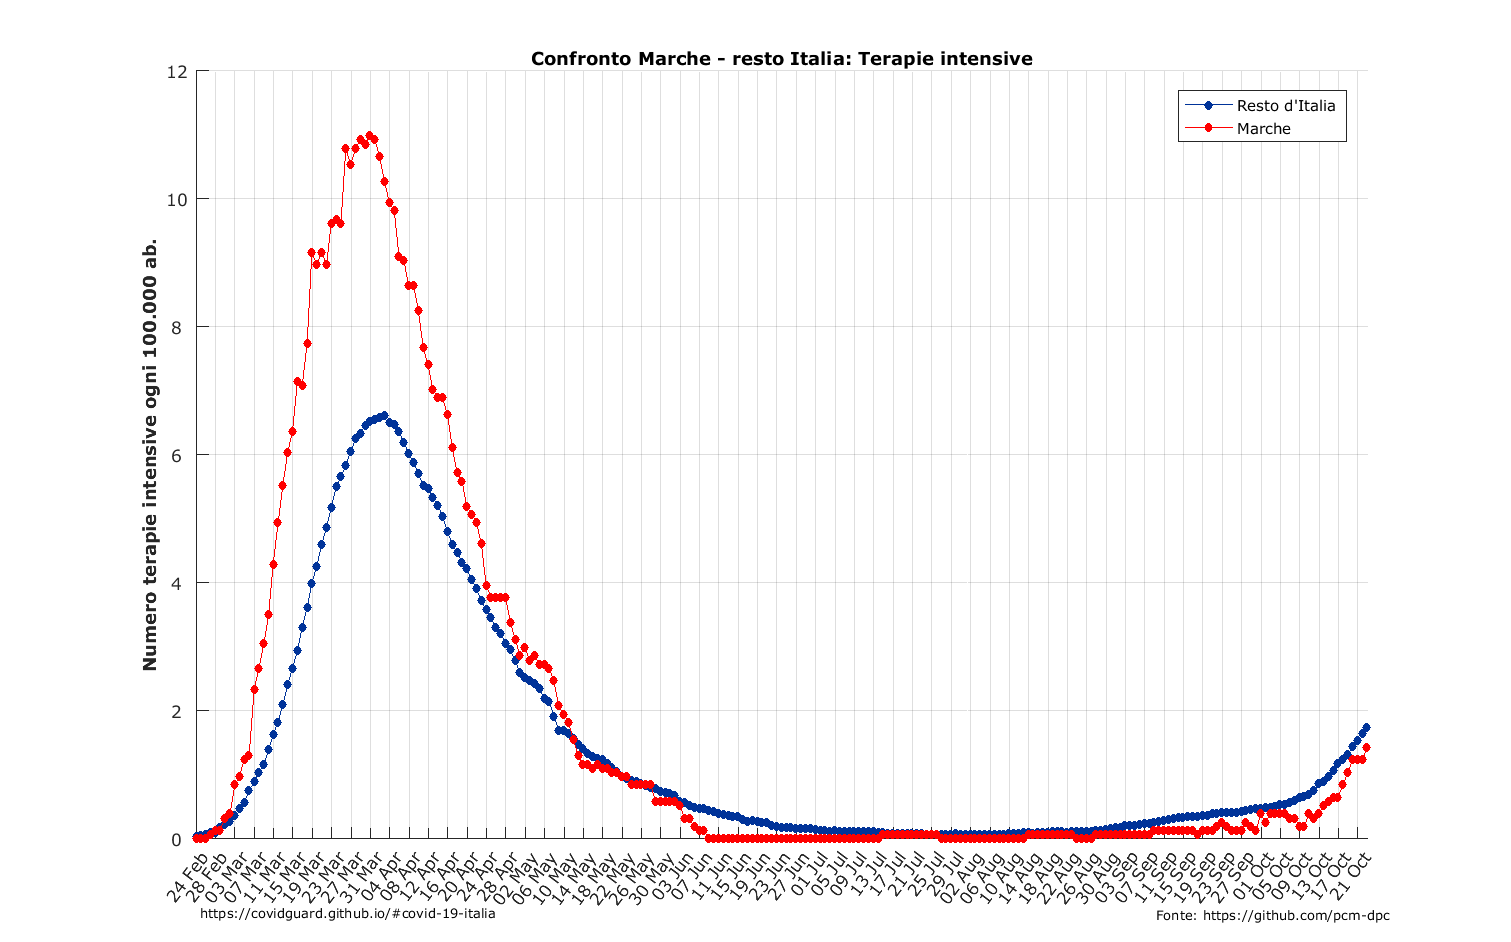 Confronto Marche - resto Italia: Terapie intensive
Resto d'Italia
Marche
Numero terapie intensive ogni 100.000 ab.
12
10
8
6
4
2
0
24 Feb
28 Feb
03 Mar
07 Mar
11 Mar
15 Mar
19 Mar
23 Mar
27 Mar
31 Mar
04 Apr
08 Apr
12 Apr
16 Apr
20 Apr
24 Apr
28 Apr
02 May
06 May
10 May
14 May
18 May
22 May
26 May
30 May
03 Jun
07 Jun
11 Jun
15 Jun
19 Jun
23 Jun
27 Jun
01 Jul
05 Jul
09 Jul
13 Jul
17 Jul
21 Jul
25 Jul
29 Jul
02 Aug
06 Aug
10 Aug
14 Aug
18 Aug
22 Aug
26 Aug
30 Aug
03 Sep
07 Sep
11 Sep
15 Sep
19 Sep
23 Sep
27 Sep
01 Oct
05 Oct
09 Oct
13 Oct
17 Oct
21 Oct
https://covidguard.github.io/#covid-19-italia
Fonte: https://github.com/pcm-dpc